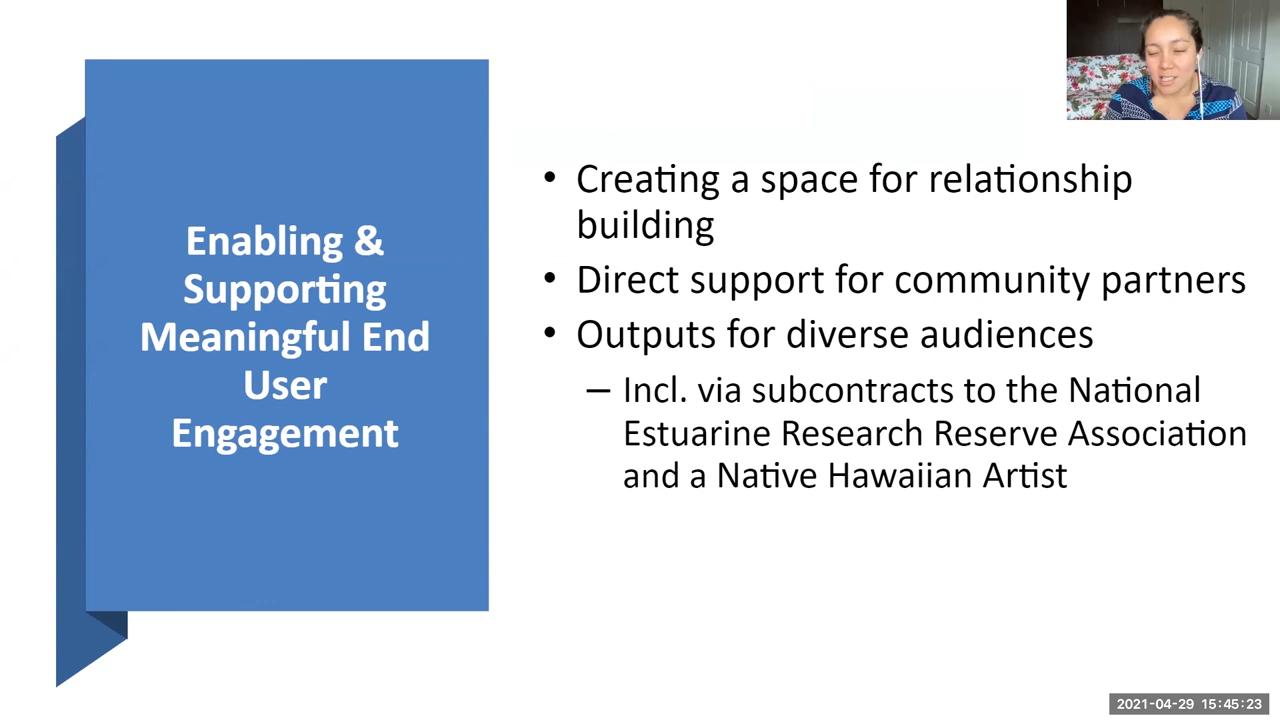 Enabling &
Supporting
Meaningful End
User
Engagement
• Creating a space for relationship
building
• Direct support for community partners
• Outputs for diverse audiences
– Incl. via subcontracts to the National
Estuarine Research Reserve Association
and a Native Hawaiian Artist
2021-04-29 15:45:23